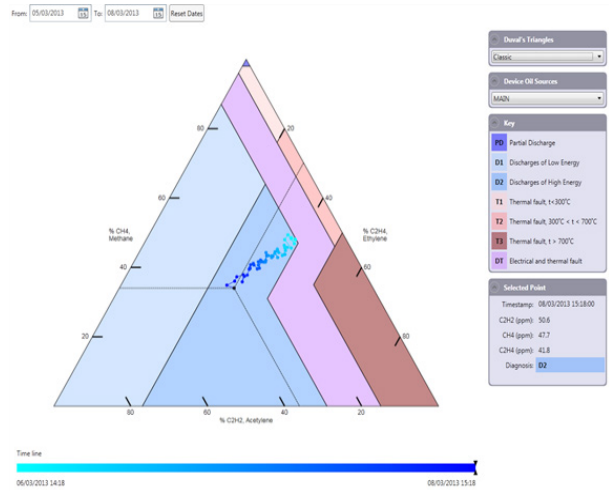 From: 05/03/2013 15 To: 08/03/2013 15 Reset Dates
Duval's Triangles
Classic
Device Oil Sources
MAIN
Key
PD Partial Discharge
D1 Discharges of Low Energy
D2 Discharges of High Energy
T1 Thermal fault, t<300°C
T2 Thermal fault, 300°C < t < 700°C
T3 Thermal fault, t > 700°C
DT Electrical and thermal fault
Selected Point
Timestamp: 08/03/2013 15:18:00
C2H2 (ppm): 50.6
CH4 (ppm): 47.7
C2H4 (ppm): 41.8
Diagnosis: D2
80
20
60
40
% CH4,
Methane
% C2H4,
Ethylene
40
60
20
80
80
60
40
20
% C2H2, Acetylene
Time line
06/03/2013 14:18
08/03/2013 15:18